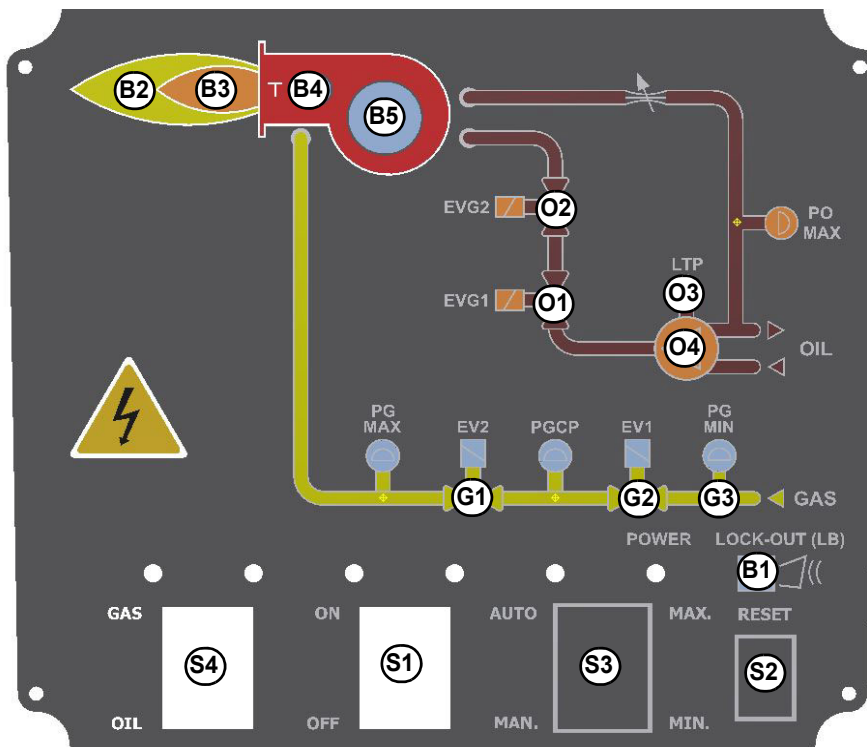 B2
B3
T
B4
B5
EVG2
O2
PO
MAX
LTP
O3
EVG1
O1
O4
OIL
PG
MAX
EV2
PGCP
EV1
PG
MIN
G1
G2
G3
GAS
POWER
LOCK-OUT (LB)
B1
GAS
ON
AUTO
MAX.
RESET
S4
S1
S3
S2
OIL
OFF
MAN.
MIN.